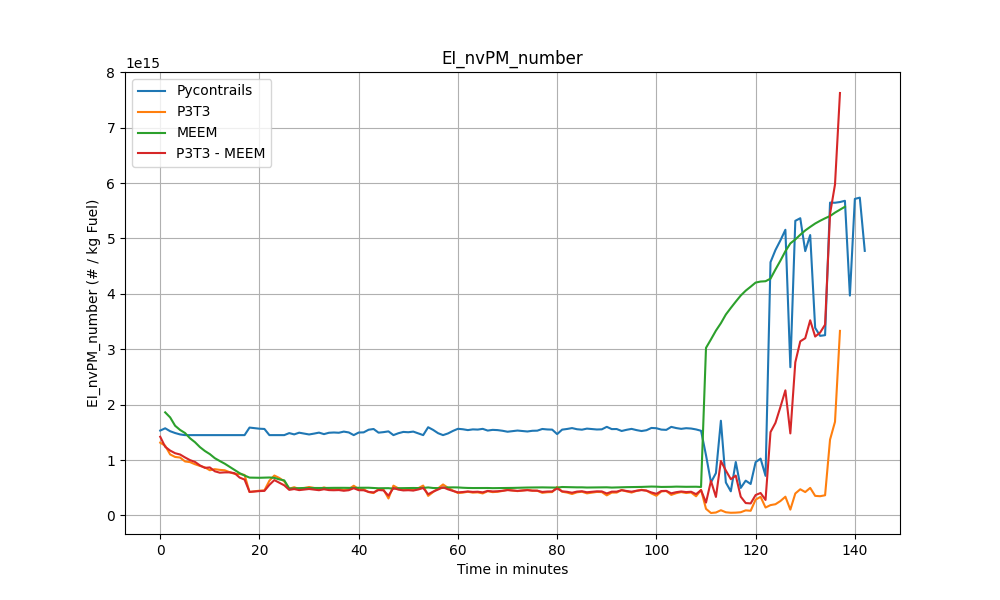 EI_nvPM_number
1e15
Pycontrails
P3T3
MEEM
P3T3 - MEEM
EI_nvPM_number (# / kg Fuel)
8
7
6
5
4
3
2
1
0
0 20 40 60 80 100 120 140
Time in minutes